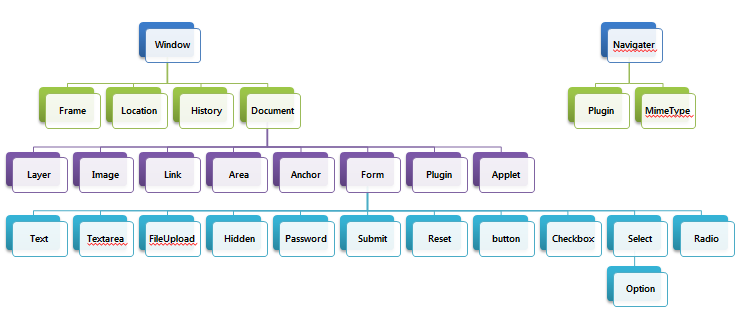 Window
Navigater
Frame
Location
History
Document
Plugin
MimeType
Layer
Image
Link
Area
Anchor
Form
Plugin
Applet
Text
Textarea
FileUpload
Hidden
Password
Submit
Reset
button
Checkbox
Select
Radio
Option